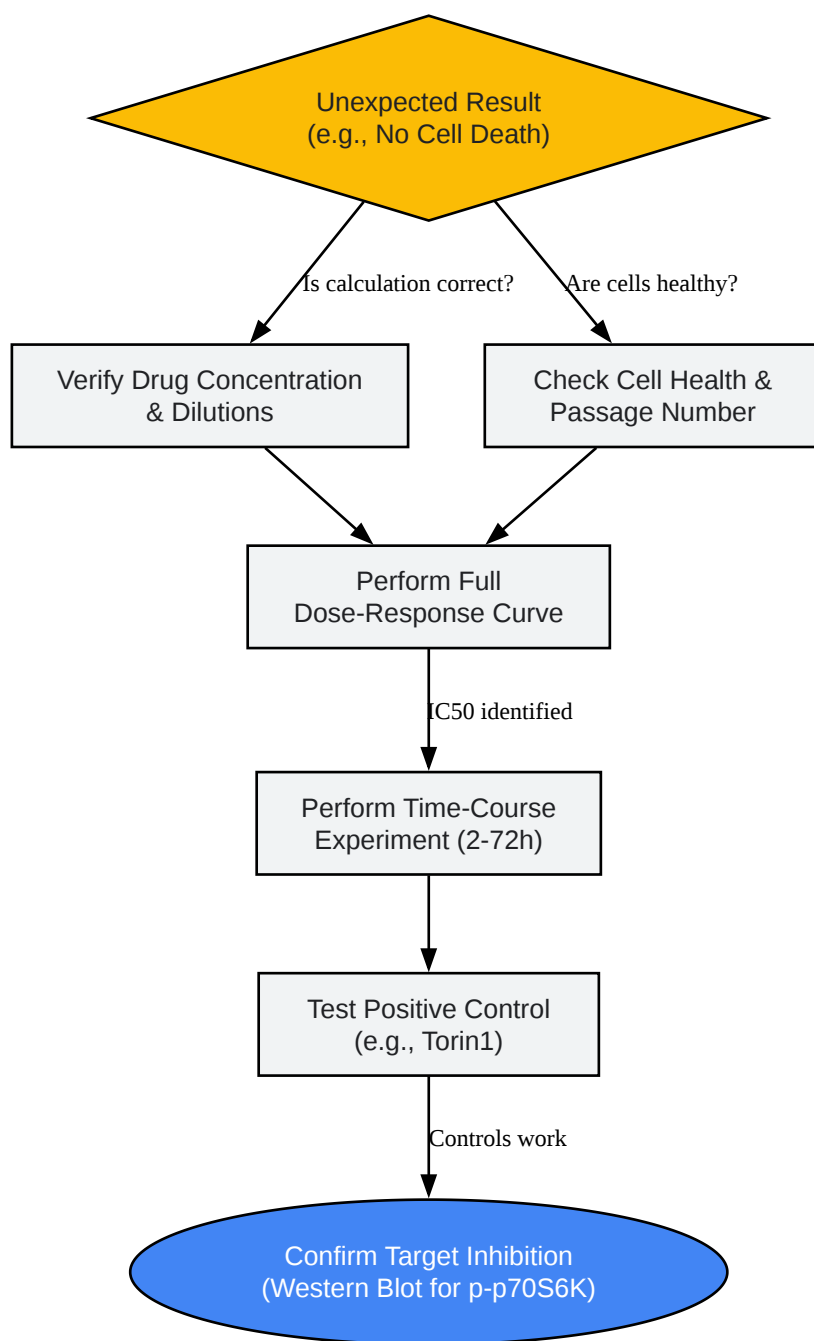 Unexpected Result
(e.g., No Cell Death)
Is calculation correct?
Are cells healthy?
Verify Drug Concentration
& Dilutions
Check Cell Health &
Passage Number
Perform Full
Dose-Response Curve
IC50 identified
Perform Time-Course
Experiment (2-72h)
Test Positive Control
(e.g., Torin1)
Controls work
Confirm Target Inhibition
(Western Blot for p-p70S6K)